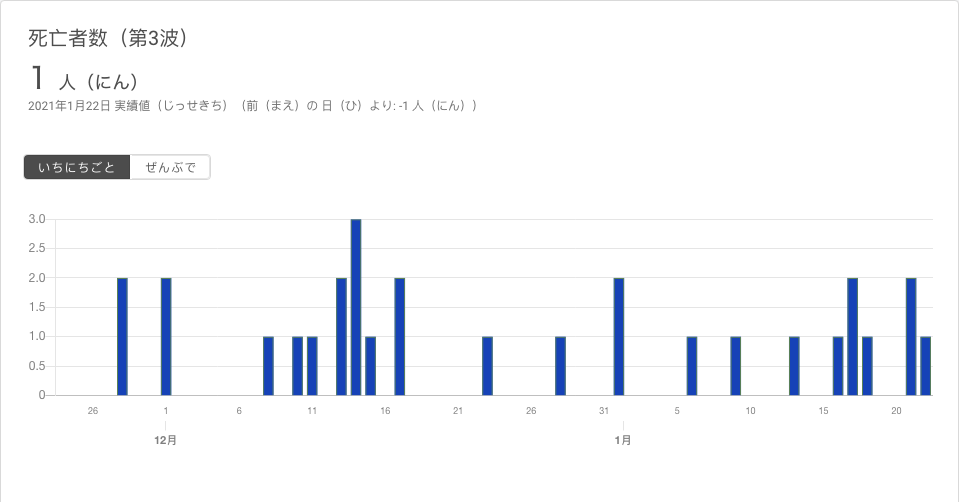 死亡者数（第3波）
1 人（にん）
2021年1月22日 実績値（じっせきち）（前（まえ）の 日（ひ）より: -1 人（にん））
いちにちごと ぜんぶで
3.0
2.5
2.0
1.5
1.0
0.5
0
26 1 6 11 16 21 26 31 5 10 15 20
12月 1月